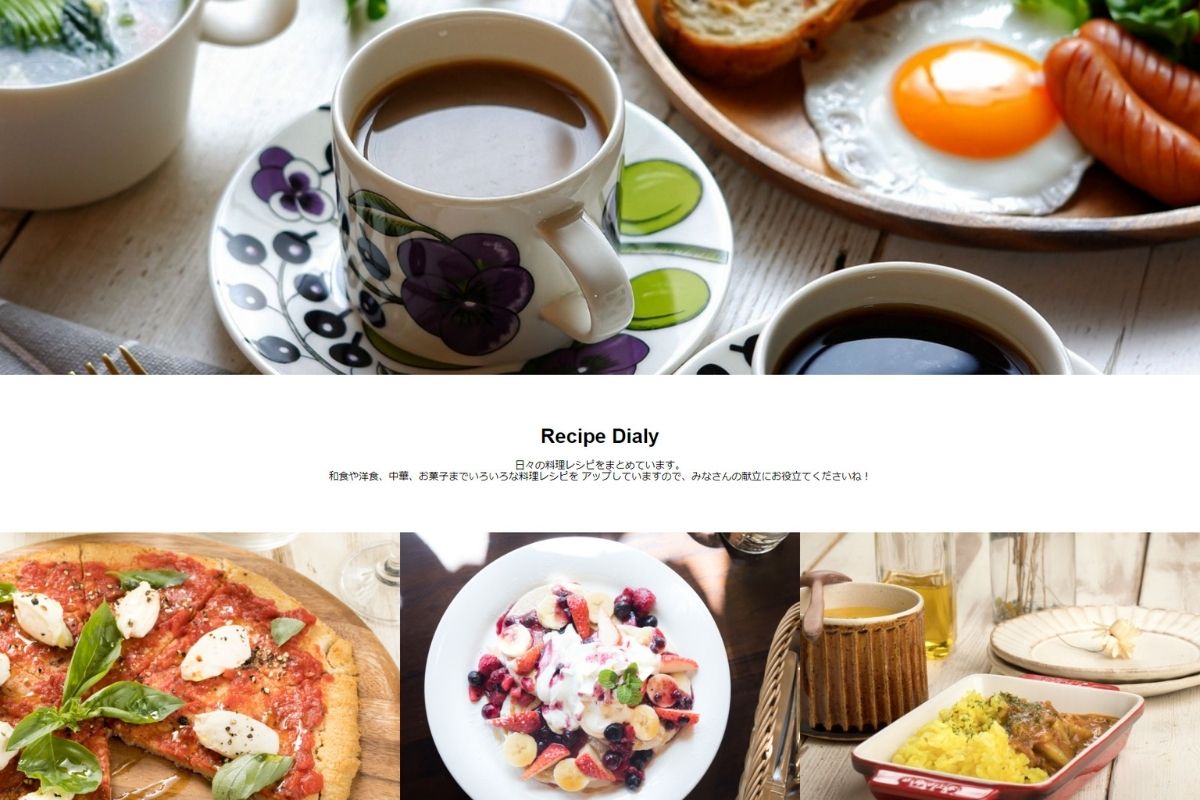 Recipe Dialy
日々の料理レシピをまとめています。
和食や洋食、中華、お菓子までいろいろな料理レシピを アップしていますので、みなさんの献立にお役立てくださいね！